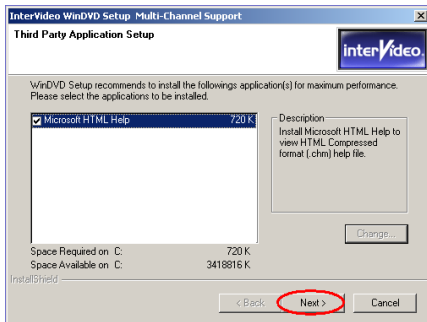 InterVideo WinDVD Setup Multi-Channel Support
Third Party Application Setup
interVideo.
WinDVD Setup recommends to install the followings application(s) for maximum performance.
Please select the applications to be installed.
Microsoft HTML Help 720 K
Description
Install Microsoft HTML Help to
view HTML Compressed
format (.chm) help file.
Change...
Space Required on C: 720 K
Space Available on C: 3418816 K
InstallShield
< Back
Next >
Cancel